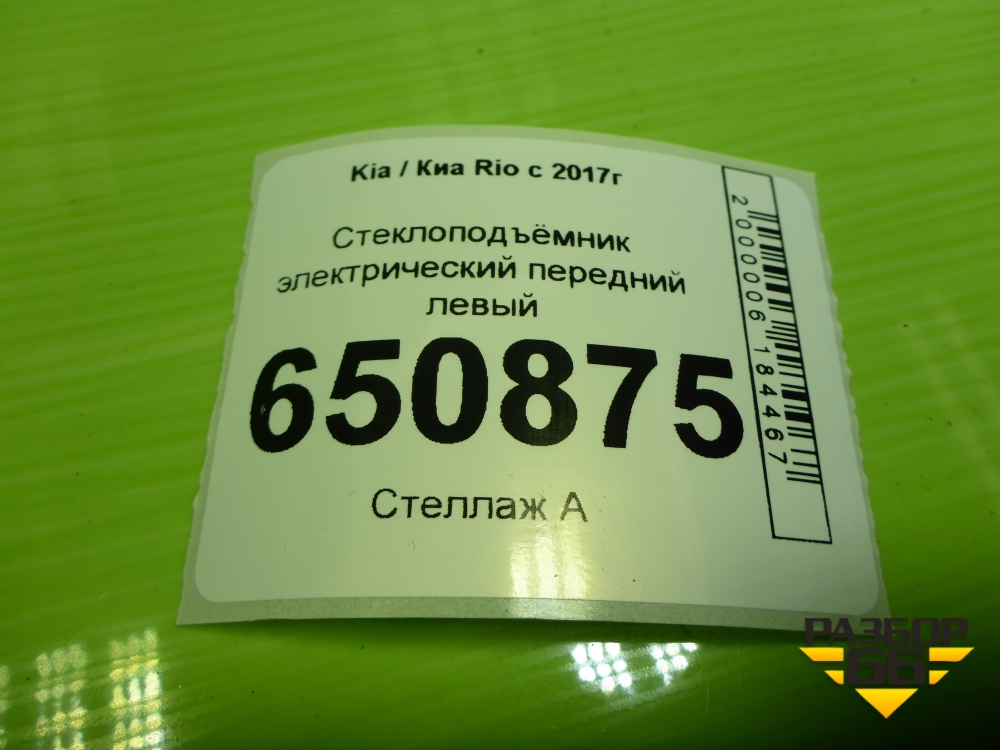 Kia / Киа Rio с 2017г
Стеклоподъёмник
электрический передний
левый
650875
Стеллаж А
2000006184467
РАЗБОР
66